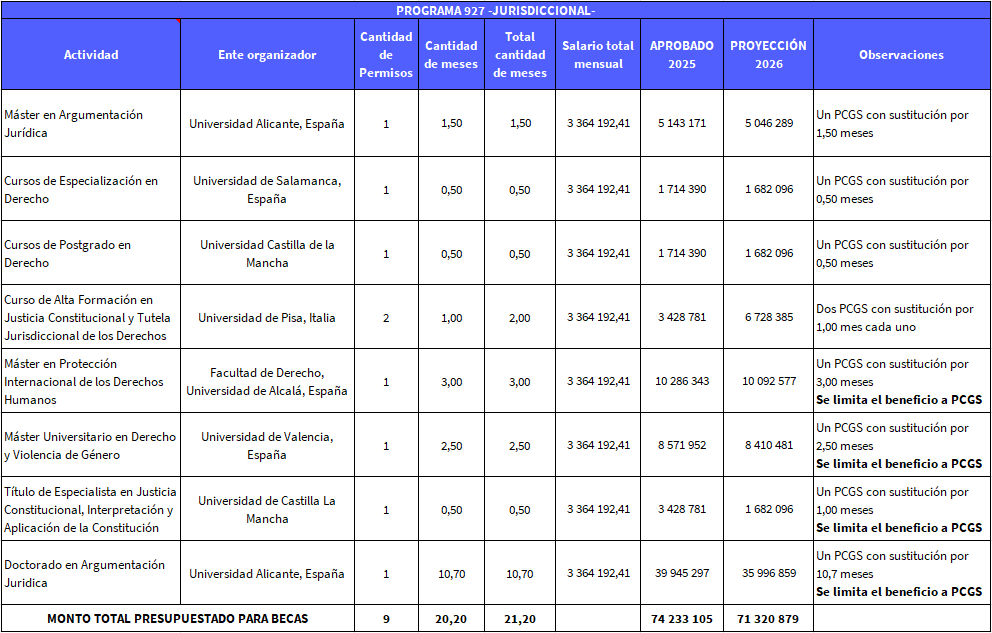 PROGRAMA 927 -JURISDICCIONAL-
Actividad
Ente organizador
Cantidad
de
Permisos
Cantidad
de meses
Total
cantidad
de meses
Salario total
mensual
APROBADO
2025
PROYECCIÓN
2026
Observaciones
Máster en Argumentación
Jurídica
Universidad Alicante, España
1
1,50
1,50
3 364 192,41
5 143 171
5 046 289
Un PCGS con sustitución por
1,50 meses
Cursos de Especialización en
Derecho
Universidad de Salamanca,
España
1
0,50
0,50
3 364 192,41
1 714 390
1 682 096
Un PCGS con sustitución por
0,50 meses
Cursos de Postgrado en
Derecho
Universidad Castilla de la
Mancha
1
0,50
0,50
3 364 192,41
1 714 390
1 682 096
Un PCGS con sustitución por
0,50 meses
Curso de Alta Formación en
Justicia Constitucional y Tutela
Jurisdiccional de los Derechos
Universidad de Pisa, Italia
2
1,00
2,00
3 364 192,41
3 428 781
6 728 385
Dos PCGS con sustitución por
1,00 mes cada uno
Máster en Protección
Internacional de los Derechos
Humanos
Facultad de Derecho,
Universidad de Alcalá, España
1
3,00
3,00
3 364 192,41
10 286 343
10 092 577
Un PCGS con sustitución por
3,00 meses
Se limita el beneficio a PCGS
Máster Universitario en Derecho
y Violencia de Género
Universidad de Valencia,
España
1
2,50
2,50
3 364 192,41
8 571 952
8 410 481
Un PCGS con sustitución por
2,50 meses
Se limita el beneficio a PCGS
Título de Especialista en Justicia
Constitucional, Interpretación y
Aplicación de la Constitución
Universidad de Castilla La
Mancha
1
0,50
0,50
3 364 192,41
3 428 781
1 682 096
Un PCGS con sustitución por
1,00 meses
Se limita el beneficio a PCGS
Doctorado en Argumentación
Juridica
Universidad Alicante, España
1
10,70
10,70
3 364 192,41
39 945 297
35 996 859
Un PCGS con sustitución por
10,7 meses
Se limita el beneficio a PCGS
MONTO TOTAL PRESUPUESTADO PARA BECAS
9
20,20
21,20
74 233 105
71 320 879